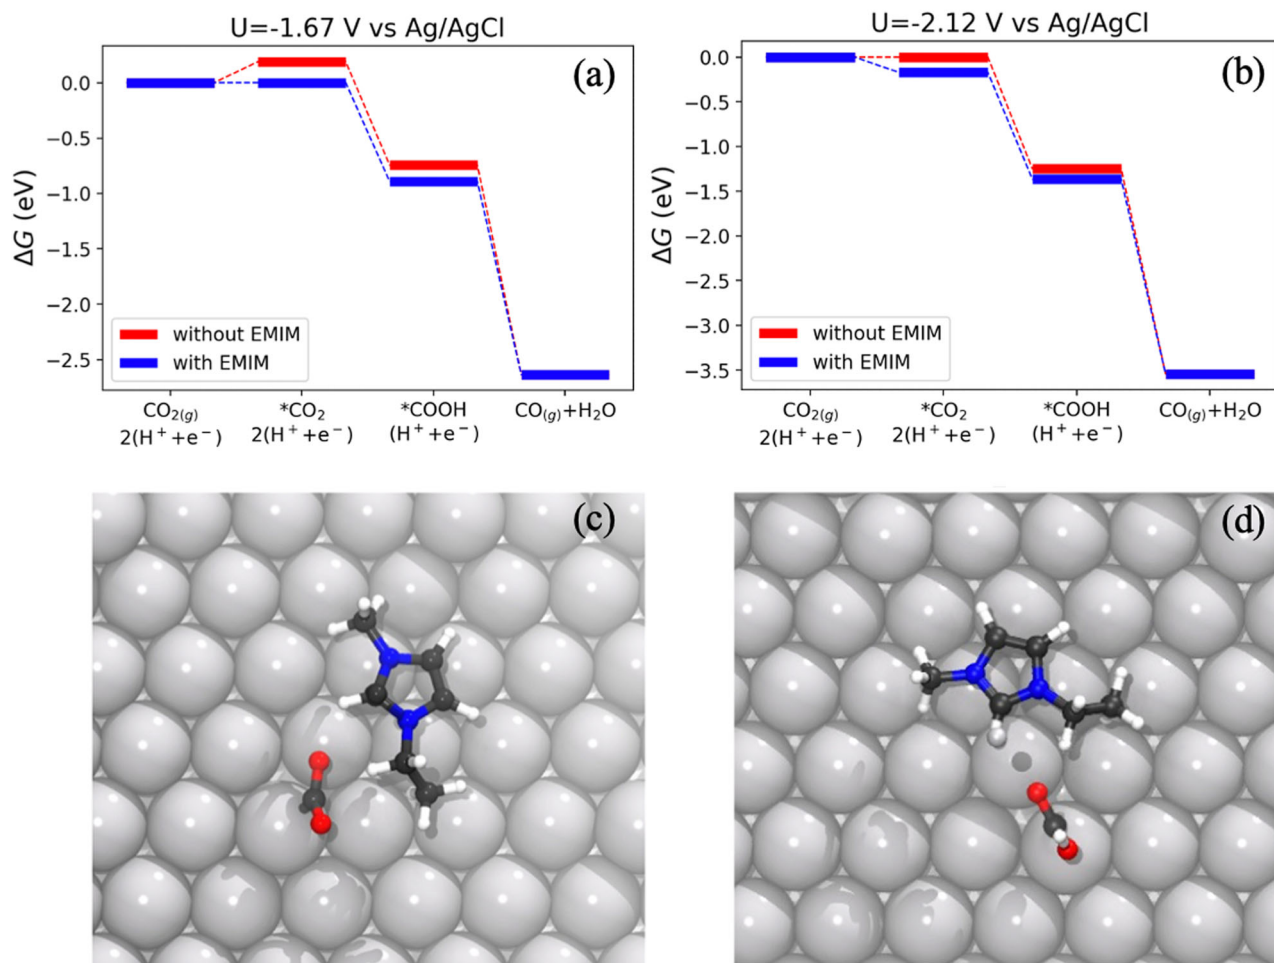 U=-1.67 V vs Ag/AgCl
(a)
ΔG (eV)
0.0
−0.5
−1.0
−1.5
−2.0
−2.5
without EMIM
with EMIM
CO₂₍g₎ *CO₂ *COOH CO₍g₎+H₂O
2(H⁺+e⁻) 2(H⁺+e⁻) (H⁺+e⁻)
U=-2.12 V vs Ag/AgCl
(b)
ΔG (eV)
0.0
−0.5
−1.0
−1.5
−2.0
−2.5
−3.0
−3.5
without EMIM
with EMIM
CO₂₍g₎ *CO₂ *COOH CO₍g₎+H₂O
2(H⁺+e⁻) 2(H⁺+e⁻) (H⁺+e⁻)
(c)
(d)